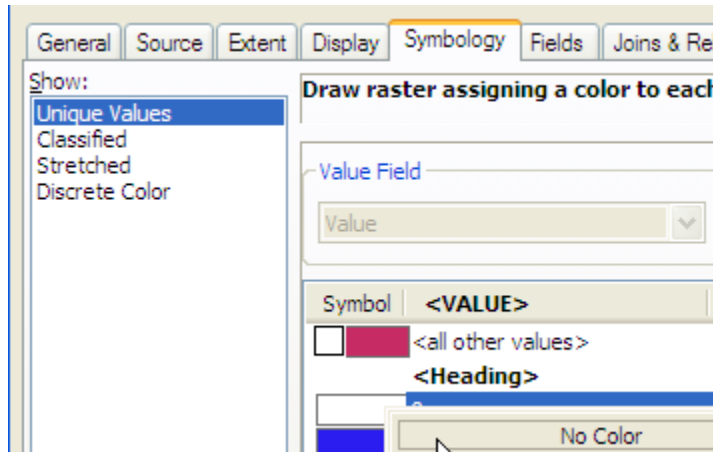 General Source Extent Display Symbology Fields Joins & Re
Show:
Unique Values
Classified
Stretched
Discrete Color
Draw raster assigning a color to each
Value Field
Value
Symbol <VALUE>
<all other values>
<Heading>
No Color